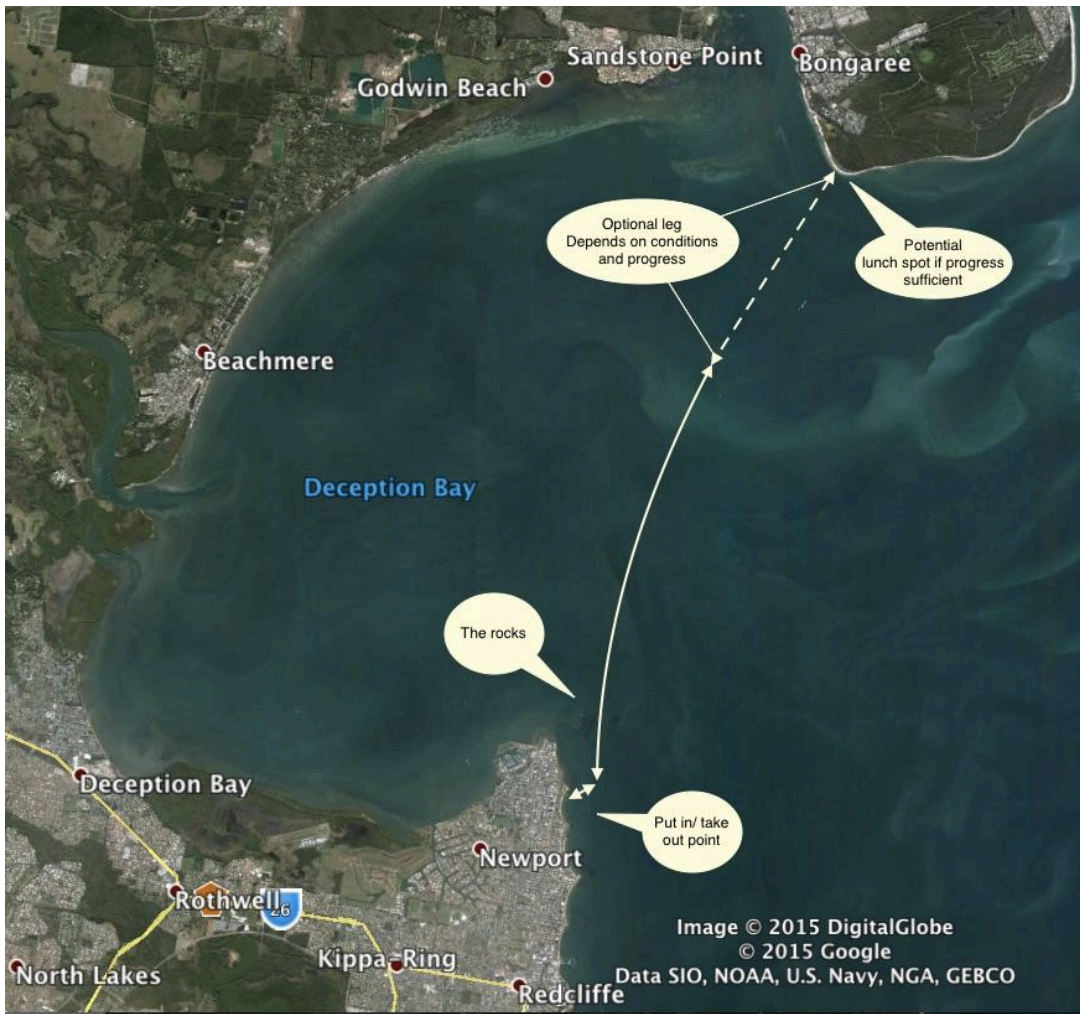 Sandstone Point
Bongaree
Godwin Beach
Optional leg
Depends on conditions
and progress
Potential
lunch spot if progress
sufficient
Beachmere
Deception Bay
The rocks
Deception Bay
Put in/ take
out point
Newport
Rothwell
26
Kippa-Ring
North Lakes
Redcliffe
Image © 2015 DigitalGlobe
© 2015 Google
Data SIO, NOAA, U.S. Navy, NGA, GEBCO